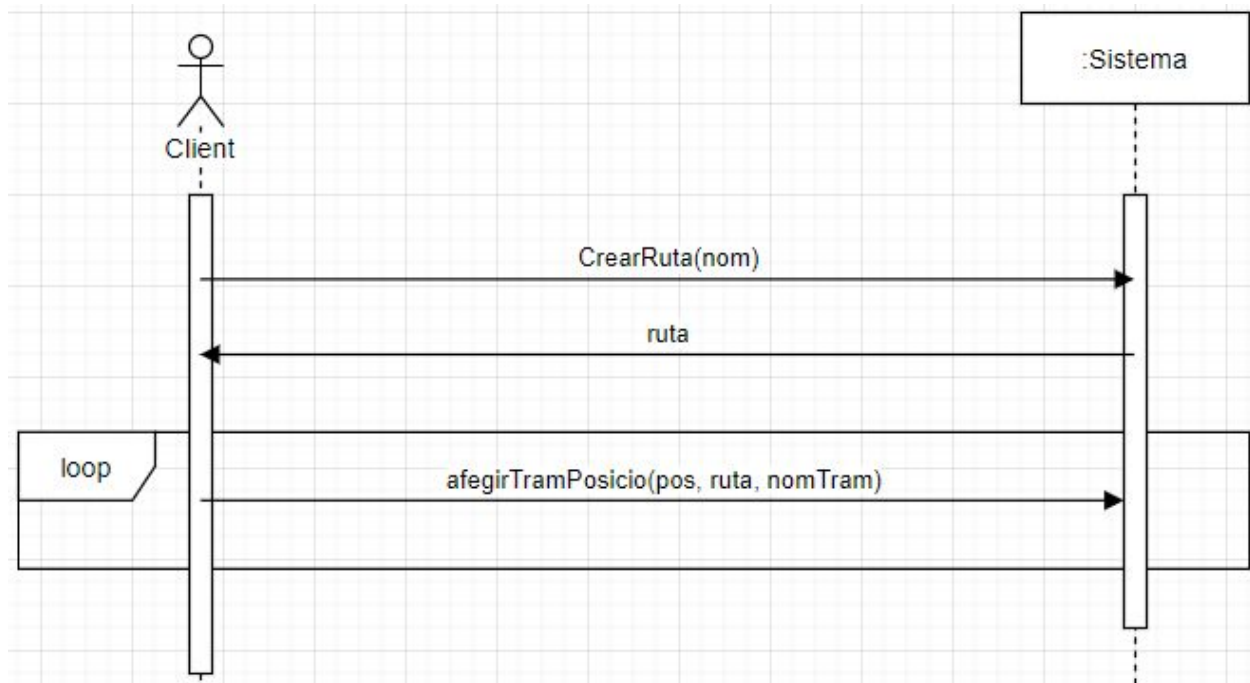 :Sistema
Client
CrearRuta(nom)
ruta
loop
afegirTramPosicio(pos, ruta, nomTram)